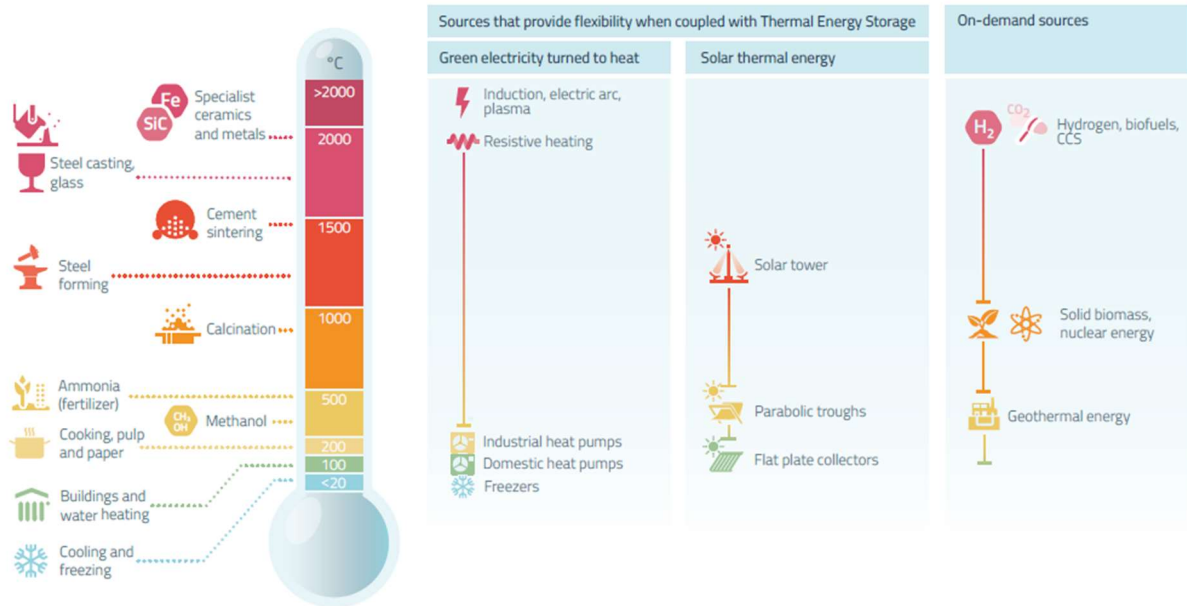 °C
>2000
2000
1500
1000
500
200
100
<20
Fe
SiC
Specialist
ceramics
and metals
Steel casting,
glass
Cement
sintering
Steel
forming
Calcination
Ammonia
(fertilizer)
CH₃
OH
Methanol
Cooking, pulp
and paper
Buildings and
water heating
Cooling and
freezing
Sources that provide flexibility when coupled with Thermal Energy Storage
Green electricity turned to heat
Induction, electric arc,
plasma
Resistive heating
Industrial heat pumps
Domestic heat pumps
Freezers
Solar thermal energy
Solar tower
Parabolic troughs
Flat plate collectors
On-demand sources
H₂
CO₂
Hydrogen, biofuels,
CCS
Solid biomass,
nuclear energy
Geothermal energy